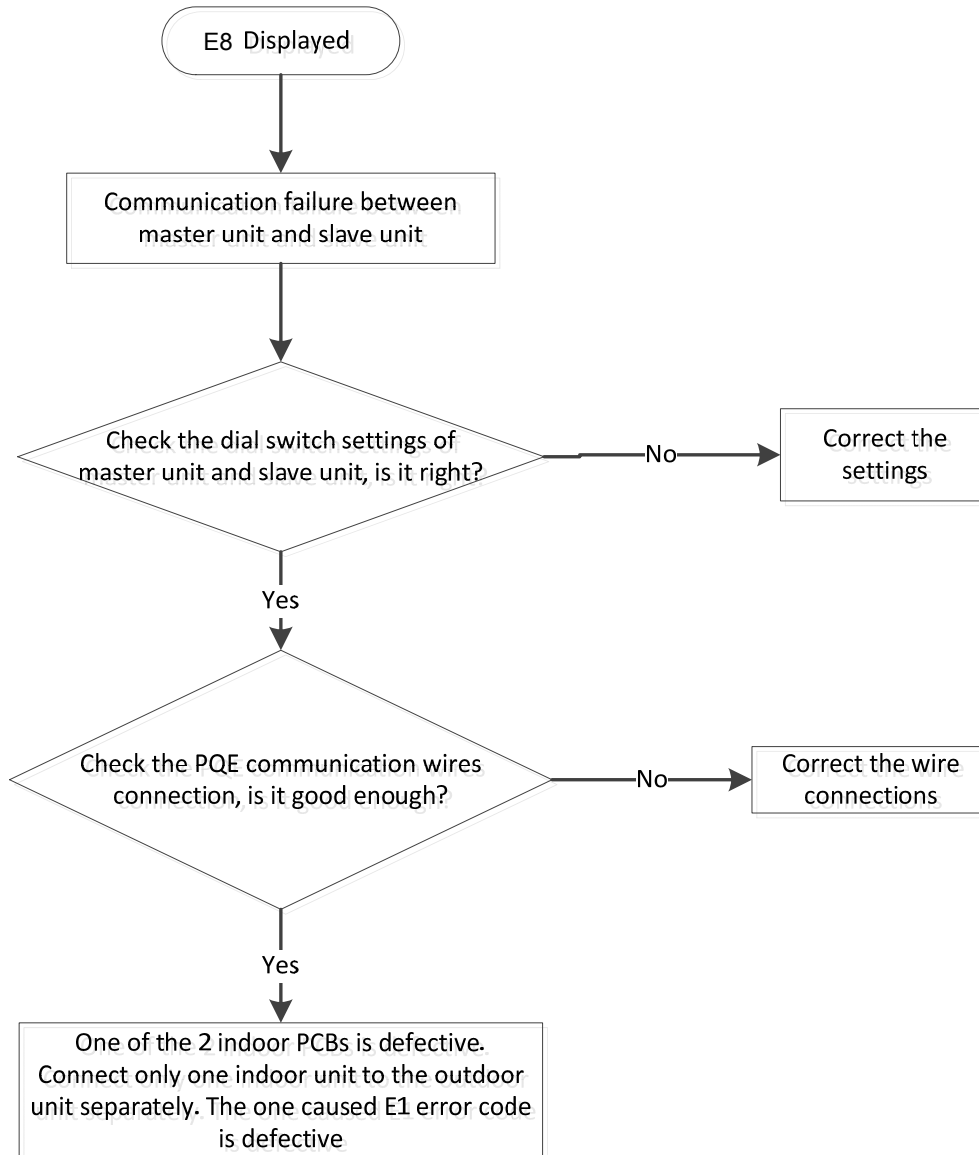 E8 Displayed
Communication failure between
master unit and slave unit
Check the dial switch settings of
master unit and slave unit, is it right?
No
Correct the
settings
Yes
Check the PQE communication wires
connection, is it good enough?
No
Correct the wire
connections
Yes
One of the 2 indoor PCBs is defective.
Connect only one indoor unit to the outdoor
unit separately. The one caused E1 error code
is defective